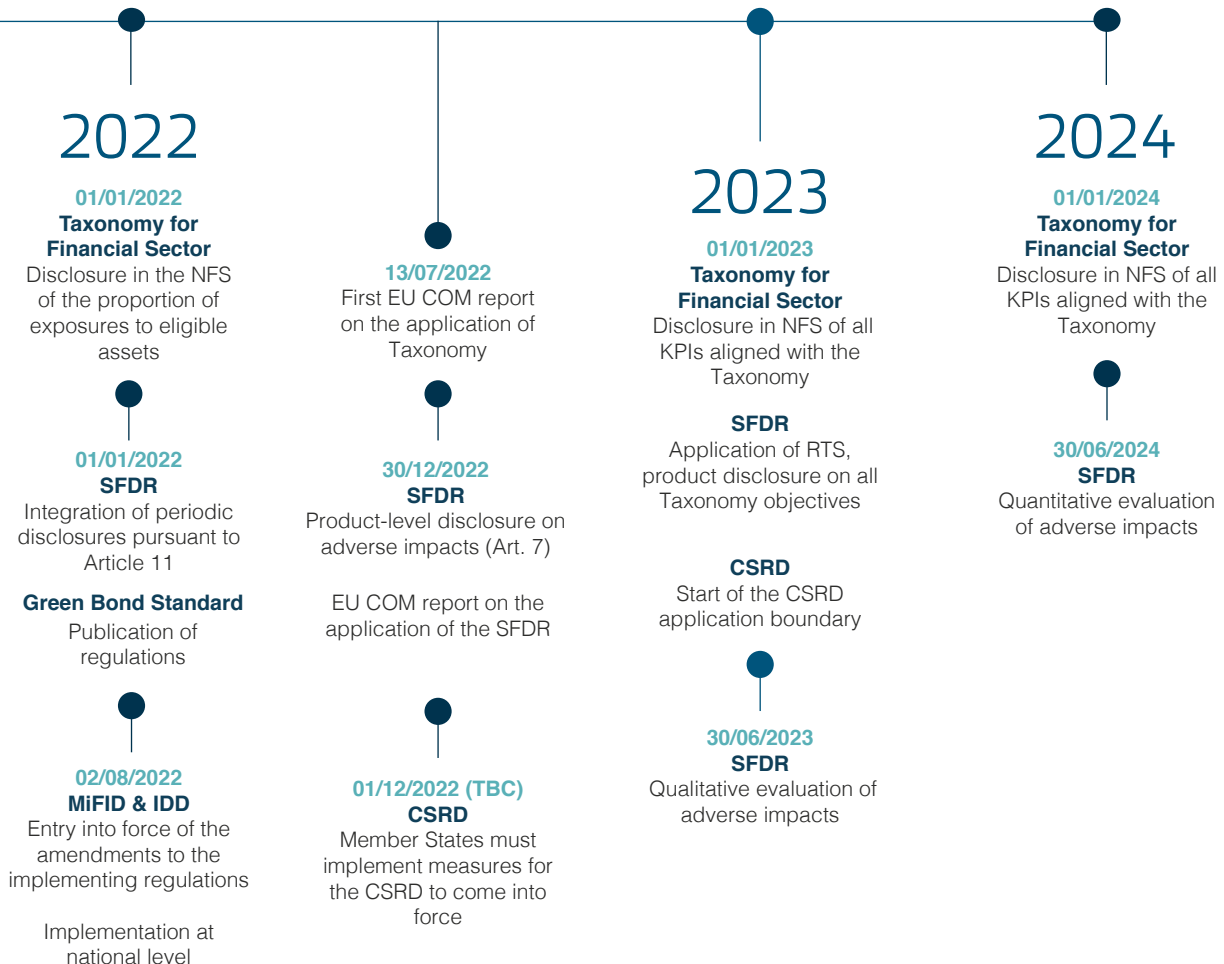 2022
01/01/2022
Taxonomy for
Financial Sector
Disclosure in the NFS
of the proportion of
exposures to eligible
assets
01/01/2022
SFDR
Integration of periodic
disclosures pursuant to
Article 11
Green Bond Standard
Publication of
regulations
02/08/2022
MiFID & IDD
Entry into force of the
amendments to the
implementing regulations
Implementation at
national level
13/07/2022
First EU COM report
on the application of
Taxonomy
30/12/2022
SFDR
Product-level disclosure on
adverse impacts (Art. 7)
EU COM report on the
application of the SFDR
01/12/2022 (TBC)
CSRD
Member States must
implement measures for
the CSRD to come into
force
2023
01/01/2023
Taxonomy for
Financial Sector
Disclosure in NFS of all
KPIs aligned with the
Taxonomy
SFDR
Application of RTS,
product disclosure on all
Taxonomy objectives
CSRD
Start of the CSRD
application boundary
30/06/2023
SFDR
Qualitative evaluation of
adverse impacts
2024
01/01/2024
Taxonomy for
Financial Sector
Disclosure in NFS of all
KPIs aligned with the
Taxonomy
30/06/2024
SFDR
Quantitative evaluation
of adverse impacts